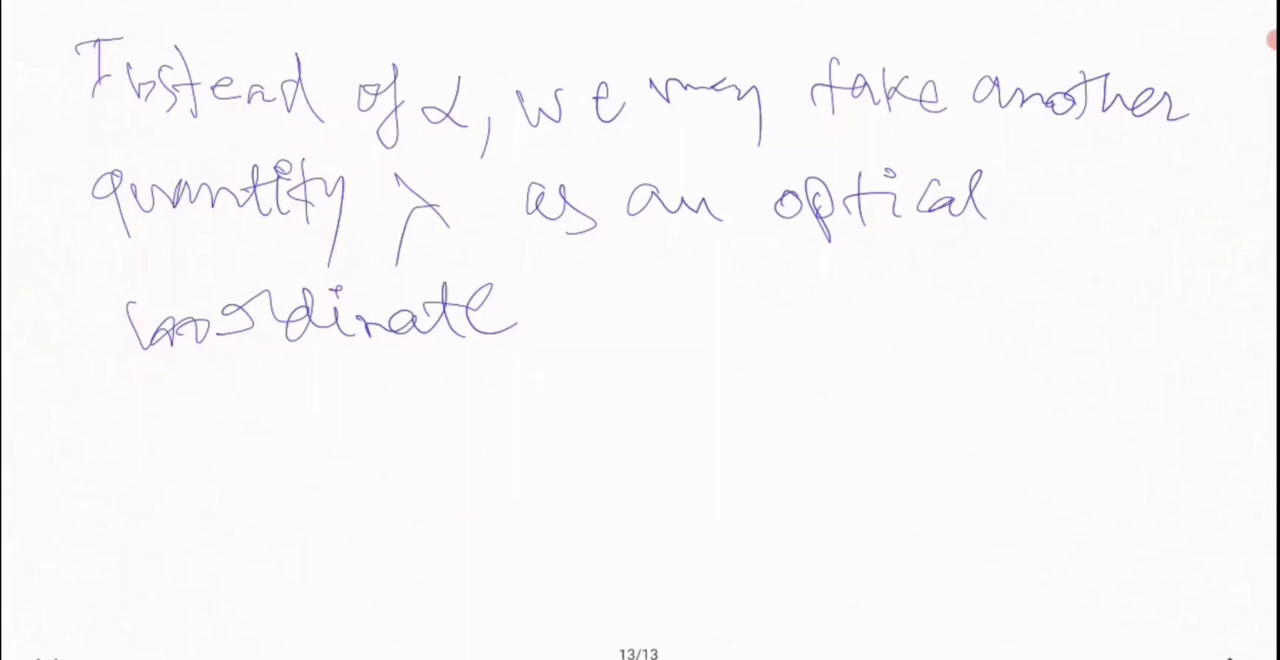 Instead of α, we may take another
quantity λ as an optical
coordinate
13/13